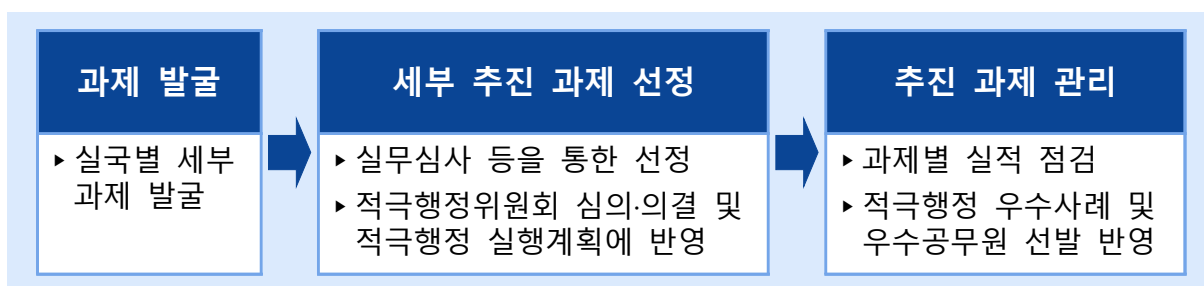 과제 발굴
▸ 실국별 세부
과제 발굴
세부 추진 과제 선정
▸ 실무심사 등을 통한 선정
▸ 적극행정위원회 심의·의결 및
적극행정 실행계획에 반영
추진 과제 관리
▸ 과제별 실적 점검
▸ 적극행정 우수사례 및
우수공무원 선발 반영